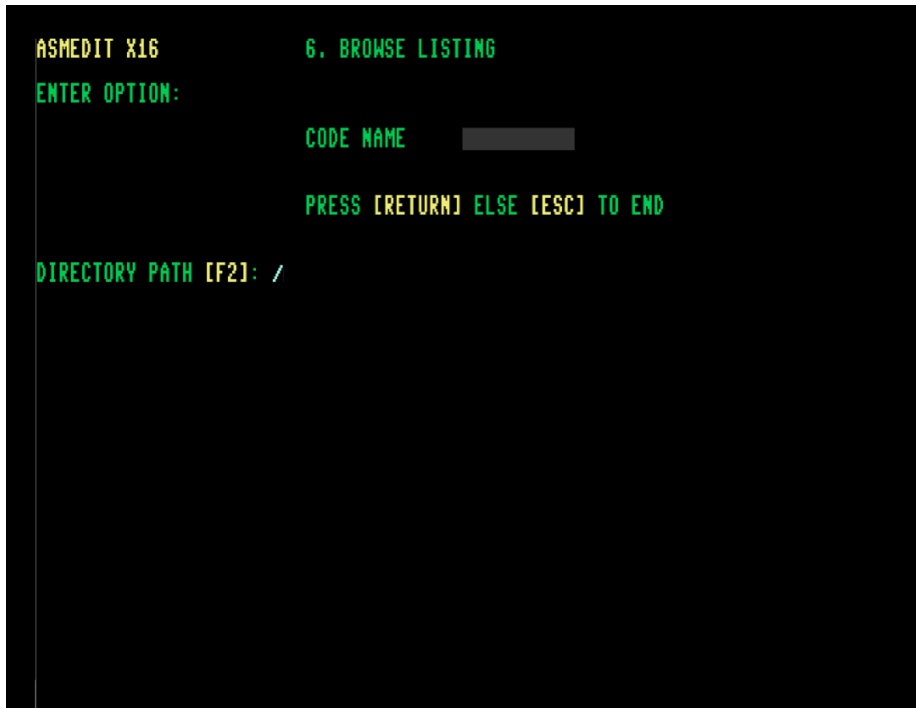 ASMEDIT X16 6. BROWSE LISTING
ENTER OPTION:
CODE NAME
PRESS [RETURN] ELSE [ESC] TO END
DIRECTORY PATH [F2]: /